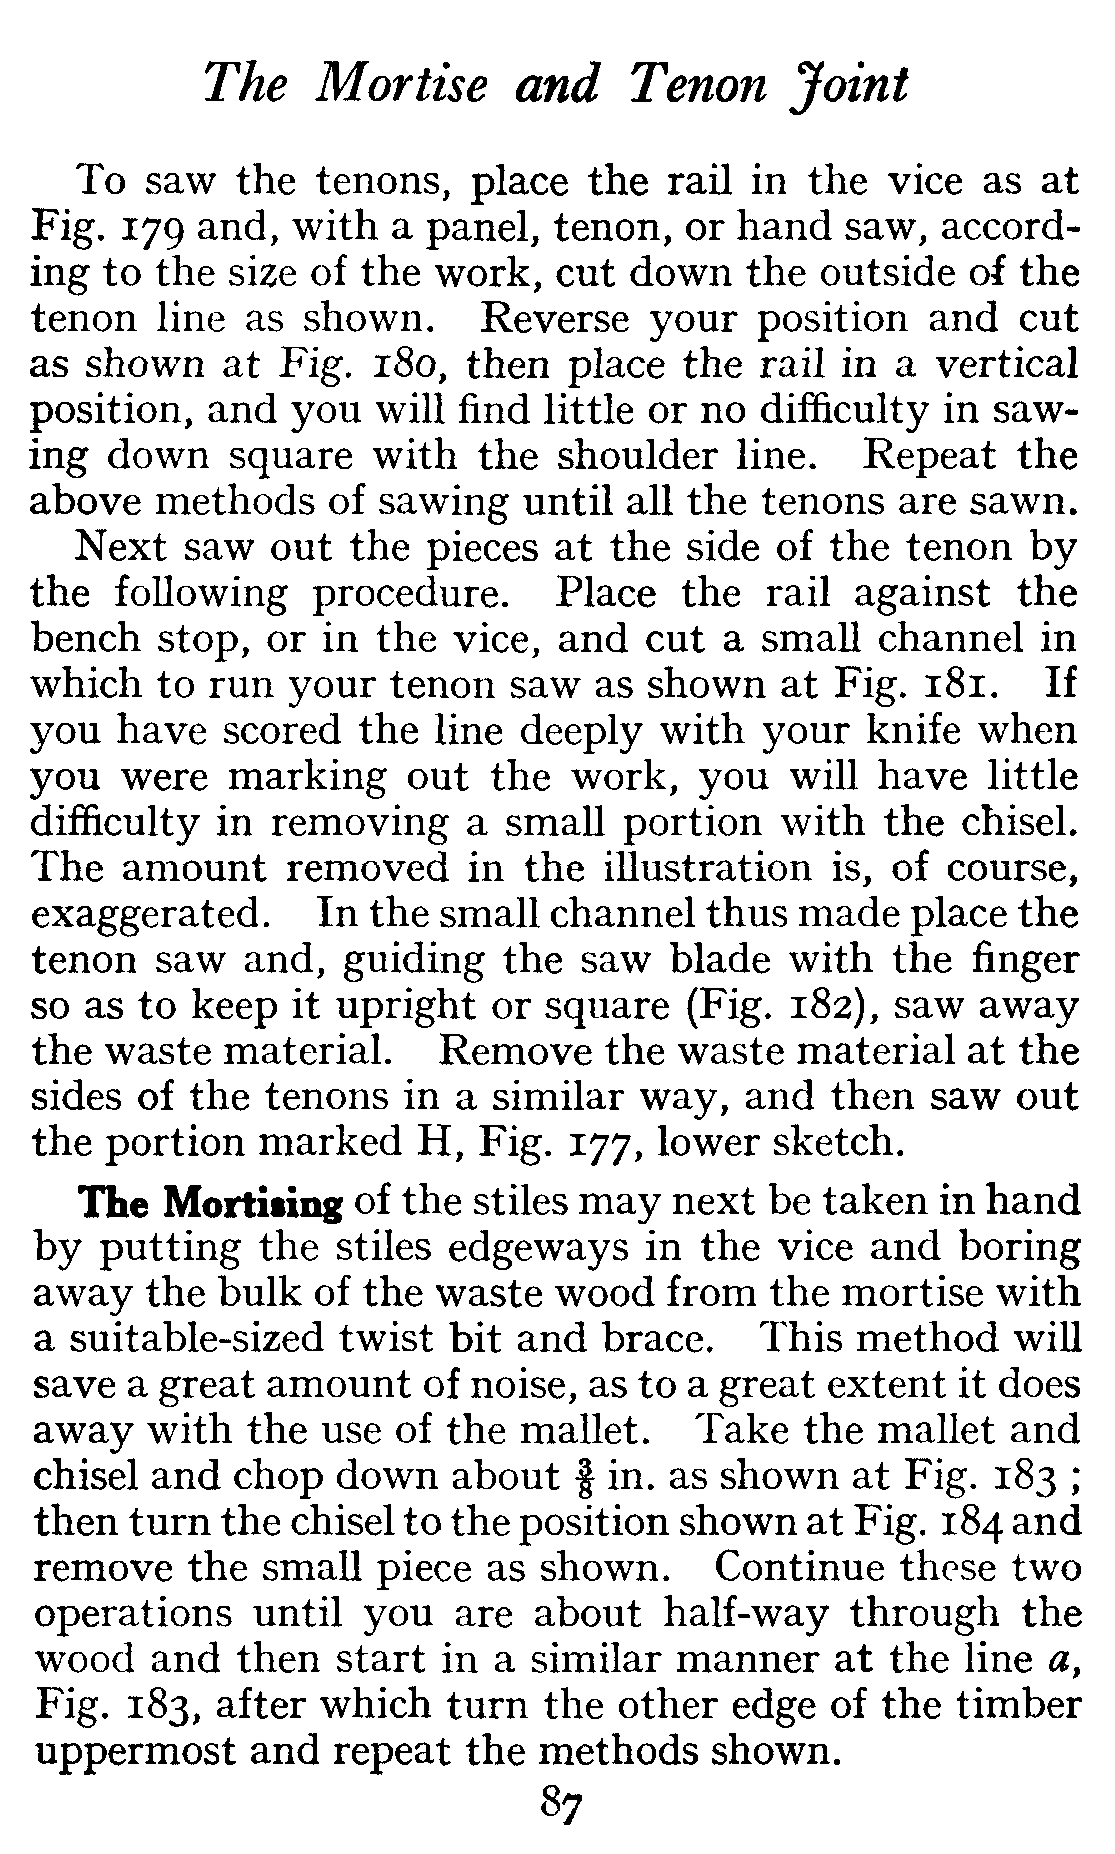 The Mortise and Tenon Joint
To saw the tenons, place the rail in the vice as at
Fig. 179 and, with a panel, tenon, or hand saw, accord-
ing to the size of the work, cut down the outside of the
tenon line as shown. Reverse your position and cut
as shown at Fig. 180, then place the rail in a vertical
position, and you will find little or no difficulty in saw-
ing down square with the shoulder line. Repeat the
above methods of sawing until all the tenons are sawn.
Next saw out the pieces at the side of the tenon by
the following procedure. Place the rail against the
bench stop, or in the vice, and cut a small channel in
which to run your tenon saw as shown at Fig. 181. If
you have scored the line deeply with your knife when
you were marking out the work, you will have little
difficulty in removing a small portion with the chisel.
The amount removed in the illustration is, of course,
exaggerated. In the small channel thus made place the
tenon saw and, guiding the saw blade with the finger
so as to keep it upright or square (Fig. 182), saw away
the waste material. Remove the waste material at the
sides of the tenons in a similar way, and then saw out
the portion marked H, Fig. 177, lower sketch.
The Mortising of the stiles may next be taken in hand
by putting the stiles edgeways in the vice and boring
away the bulk of the waste wood from the mortise with
a suitable-sized twist bit and brace. This method will
save a great amount of noise, as to a great extent it does
away with the use of the mallet. Take the mallet and
chisel and chop down about ⅜ in. as shown at Fig. 183 ;
then turn the chisel to the position shown at Fig. 184 and
remove the small piece as shown. Continue these two
operations until you are about half-way through the
wood and then start in a similar manner at the line a,
Fig. 183, after which turn the other edge of the timber
uppermost and repeat the methods shown.
87